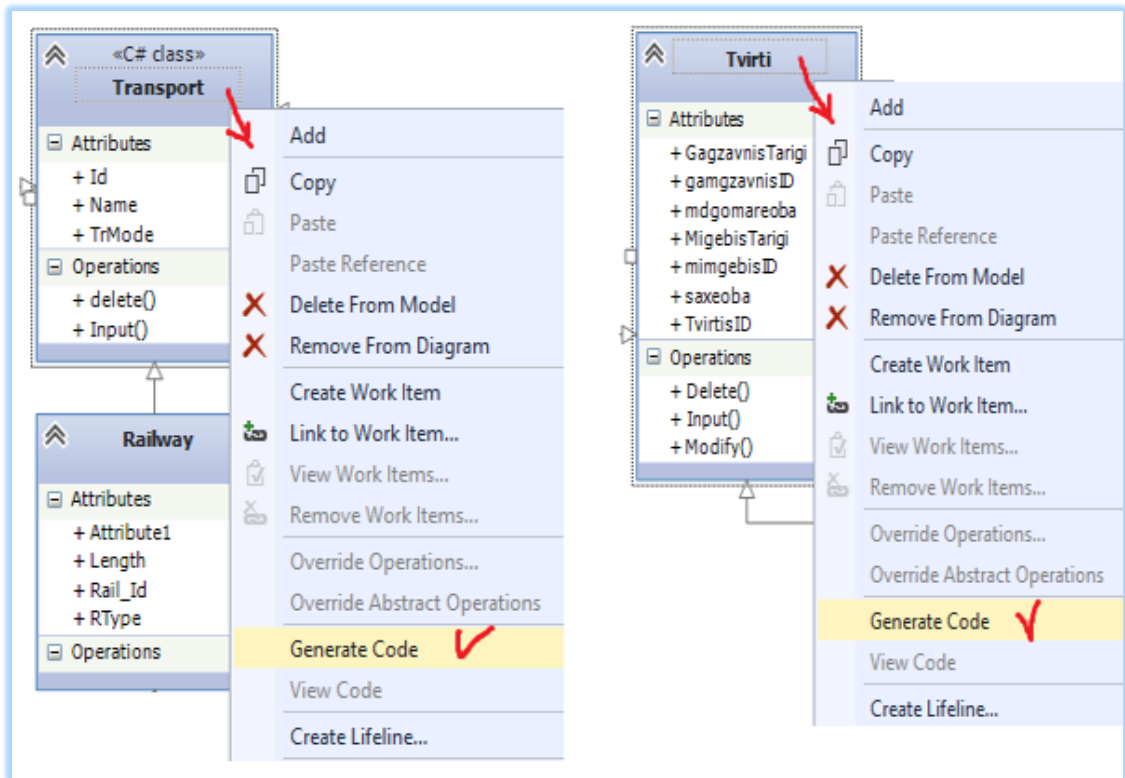 «C# class»
Transport
Attributes
+ Id
+ Name
+ TrMode
Operations
+ delete()
+ Input()
Railway
Attributes
+ Attribute1
+ Length
+ Rail_Id
+ RType
Operations
Add
Copy
Paste
Paste Reference
Delete From Model
Remove From Diagram
Create Work Item
Link to Work Item...
View Work Items...
Remove Work Items...
Override Operations...
Override Abstract Operations
Generate Code
View Code
Create Lifeline...
Tvirti
Attributes
+ GagzavnisTarigi
+ gamgzavnisID
+ mdgomareoba
+ MigebisTarigi
+ mimgebisID
+ saxeoba
+ TvirtisID
Operations
+ Delete()
+ Input()
+Modify()
Add
Copy
Paste
Paste Reference
Delete From Model
Remove From Diagram
Create Work Item
Link to Work Item...
View Work Items...
Remove Work Items...
Override Operations...
Override Abstract Operations
Generate Code
View Code
Create Lifeline...